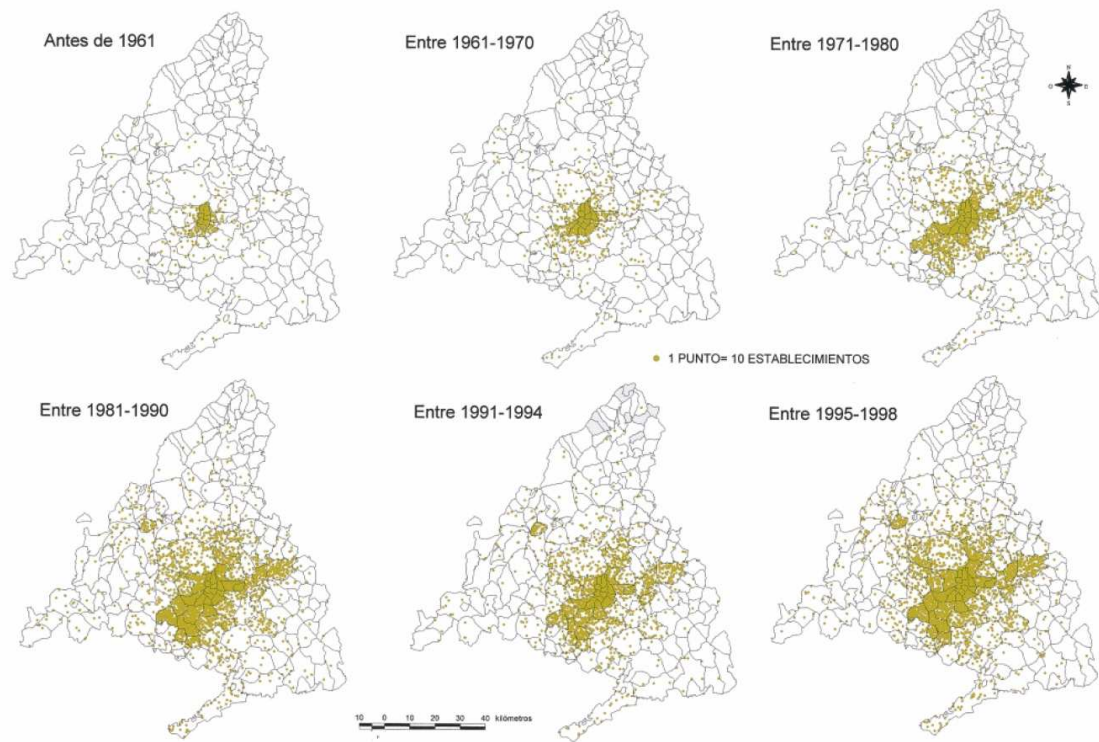 Antes de 1961
Entre 1961-1970
Entre 1971-1980
N
O
E
S
1 PUNTO= 10 ESTABLECIMIENTOS
Entre 1981-1990
Entre 1991-1994
Entre 1995-1998
10 0 10 20 30 40 kilómetros